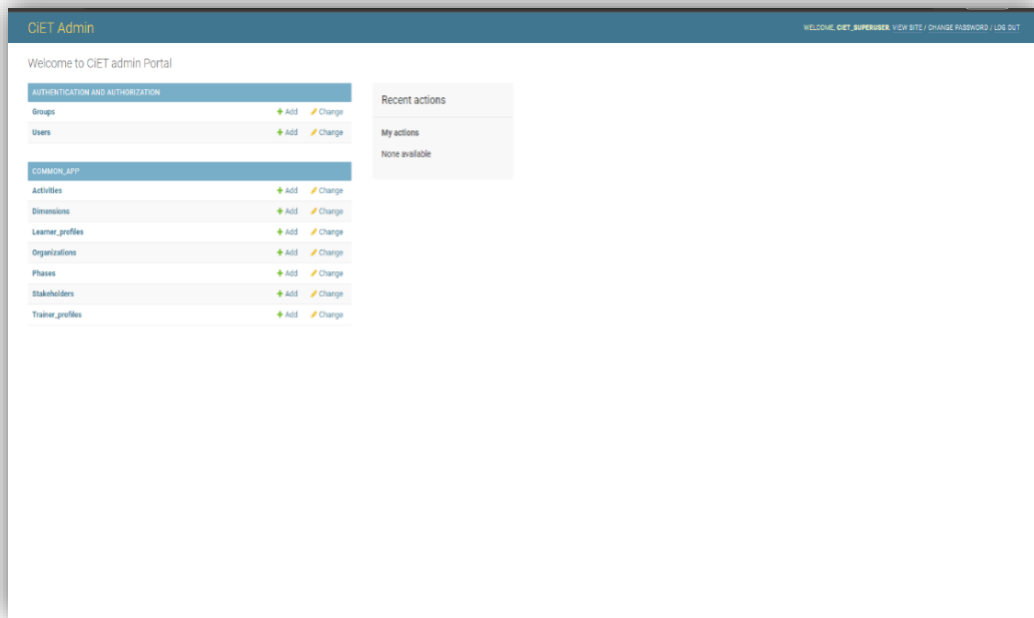 CiET Admin
WELCOME, CIET_SUPERUSER. VIEW SITE / CHANGE PASSWORD / LOG OUT
Welcome to CiET admin Portal
AUTHENTICATION AND AUTHORIZATION
Groups Add Change
Users Add Change
COMMON_APP
Activities Add Change
Dimensions Add Change
Learner_profiles Add Change
Organizations Add Change
Phases Add Change
Stakeholders Add Change
Trainer_profiles Add Change
Recent actions
My actions
None available